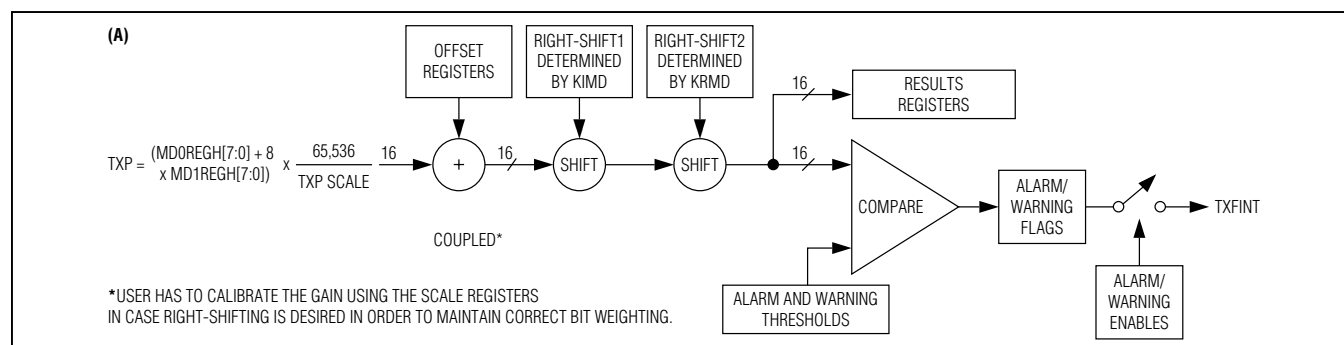 (A)
OFFSET
REGISTERS
RIGHT-SHIFT1
DETERMINED
BY KIMD
RIGHT-SHIFT2
DETERMINED
BY KRMD
16
RESULTS
REGISTERS
TXP = (MD0REGH[7:0] + 8
x MD1REGH[7:0]) x 65,536
TXP SCALE
16
+
16
SHIFT
SHIFT
16
COMPARE
ALARM/
WARNING
FLAGS
TXFINT
COUPLED*
ALARM AND WARNING
THRESHOLDS
ALARM/
WARNING
ENABLES
*USER HAS TO CALIBRATE THE GAIN USING THE SCALE REGISTERS
IN CASE RIGHT-SHIFTING IS DESIRED IN ORDER TO MAINTAIN CORRECT BIT WEIGHTING.